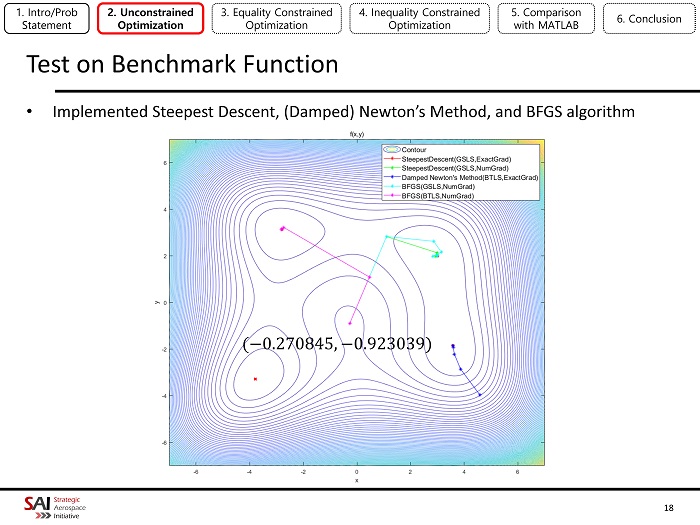 1. Intro/Prob
Statement
2. Unconstrained
Optimization
3. Equality Constrained
Optimization
4. Inequality Constrained
Optimization
5. Comparison
with MATLAB
6. Conclusion
Test on Benchmark Function
• Implemented Steepest Descent, (Damped) Newton's Method, and BFGS algorithm
f(x,y)
Contour
SteepestDescent(GSLS,ExactGrad)
SteepestDescent(GSLS,NumGrad)
Damped Newton's Method(BTLS,ExactGrad)
BFGS(GSLS,NumGrad)
BFGS(BTLS,NumGrad)
6
4
2
0
-2
-4
-6
y
(−0.270845, −0.923039)
-6 -4 -2 0 2 4 6
x
SAI Strategic
Aerospace
Initiative
18